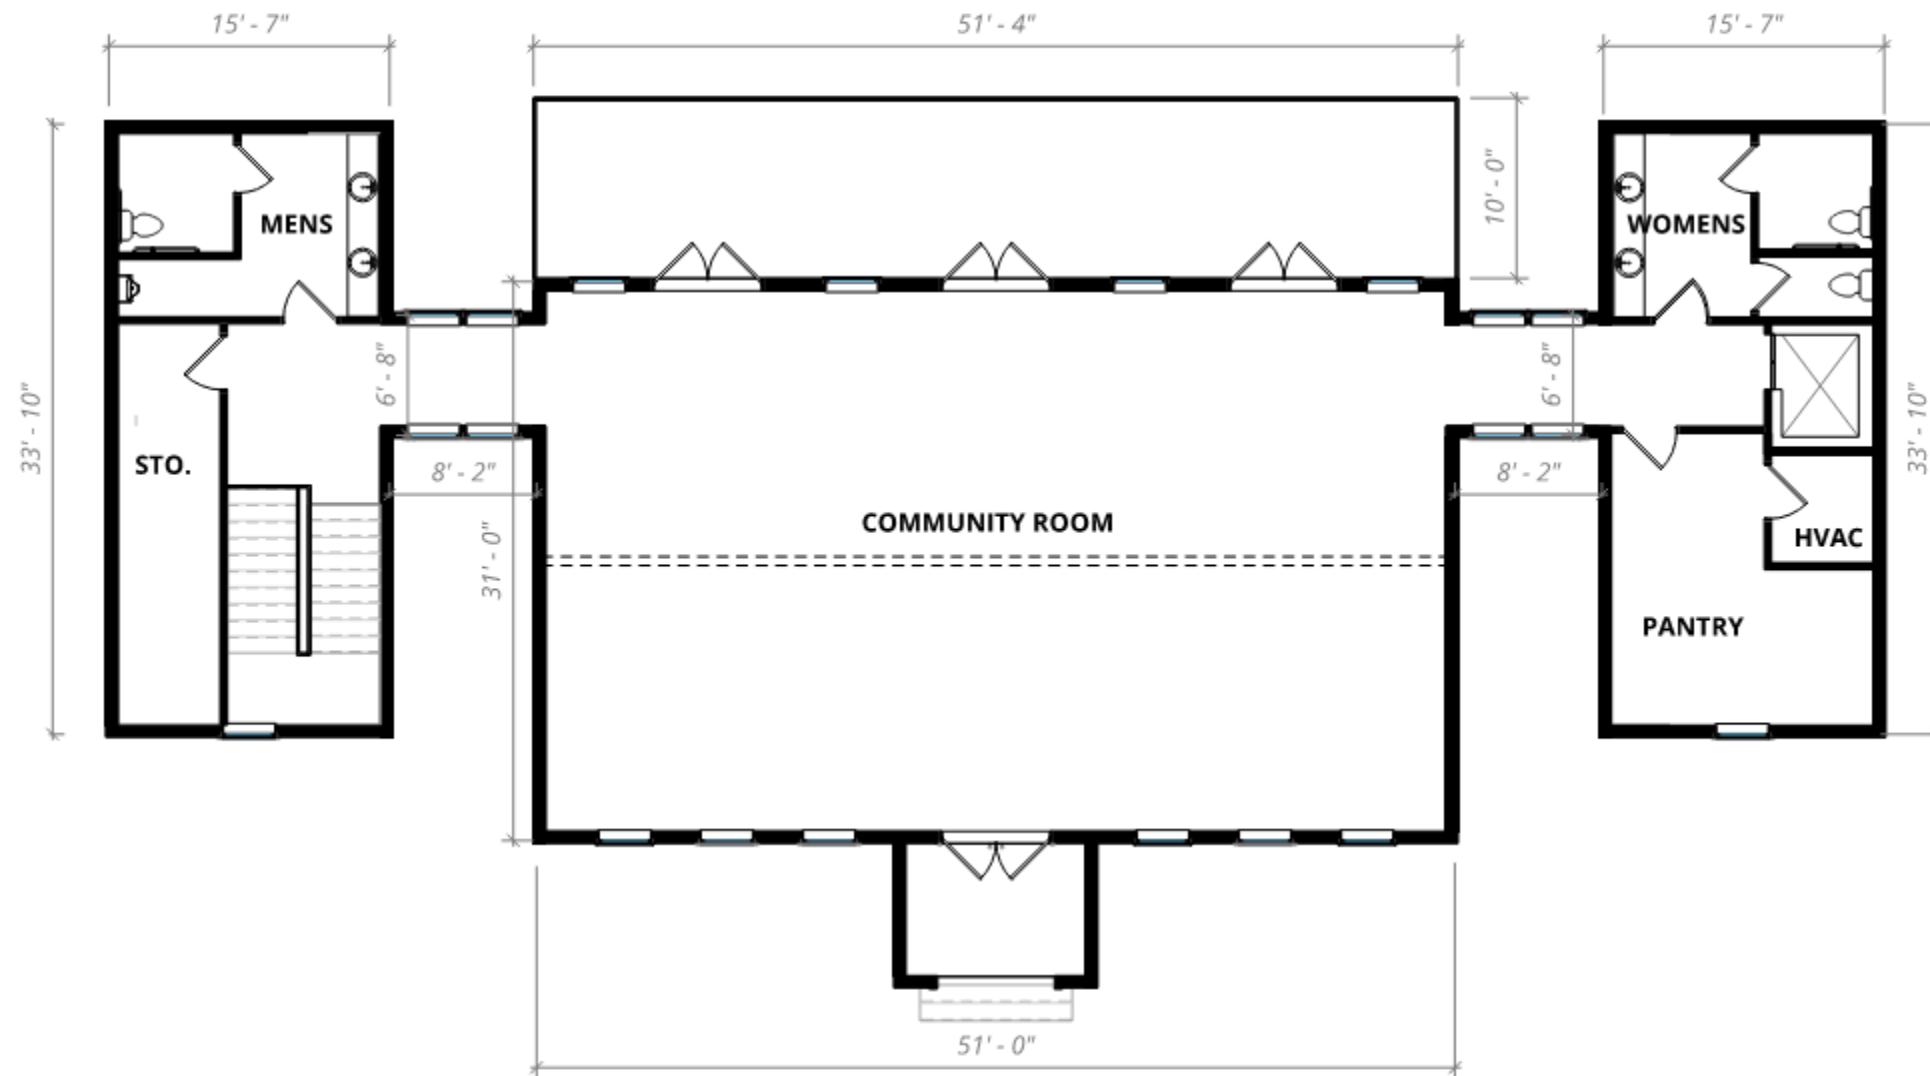 15' - 7"
51' - 4"
15' - 7"
10' - 0"
MENS
WOMENS
6' - 8"
6' - 8"
33' - 10"
33' - 10"
STO.
8' - 2"
8' - 2"
COMMUNITY ROOM
HVAC
31' - 0"
PANTRY
51' - 0"